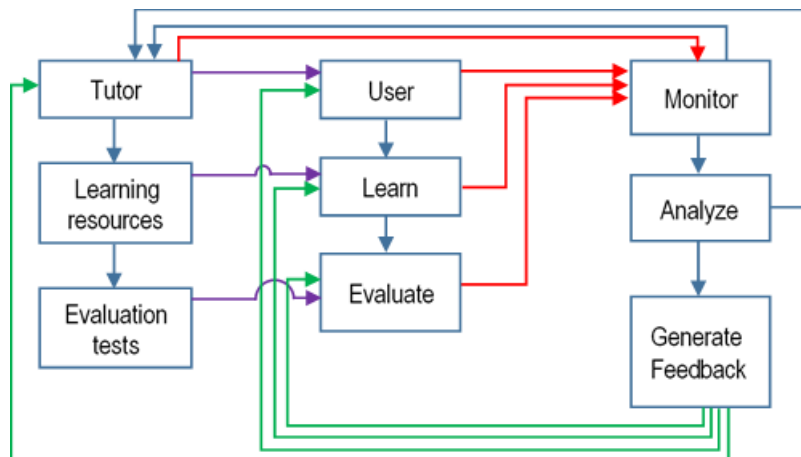 Tutor
User
Monitor
Learning
resources
Learn
Analyze
Evaluation
tests
Evaluate
Generate
Feedback